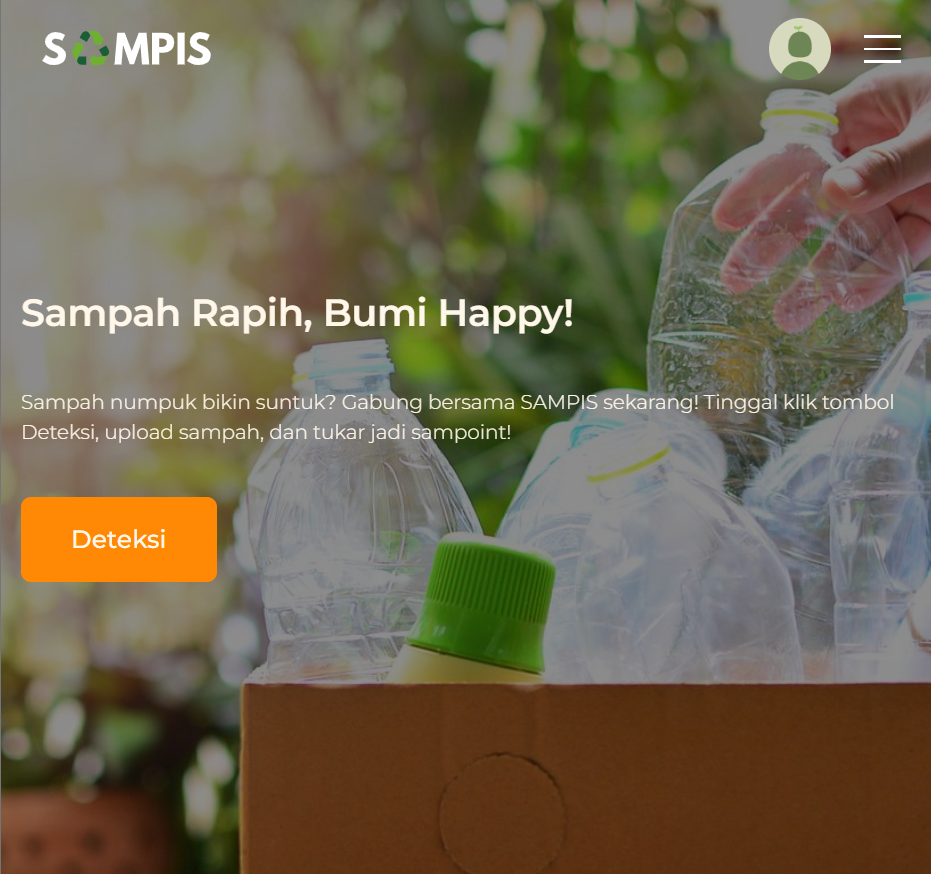 SAMPIS
Sampah Rapih, Bumi Happy!
Sampah numpuk bikin suntuk? Gabung bersama SAMPIS sekarang! Tinggal klik tombol
Deteksi, upload sampah, dan tukar jadi sampoint!
Deteksi